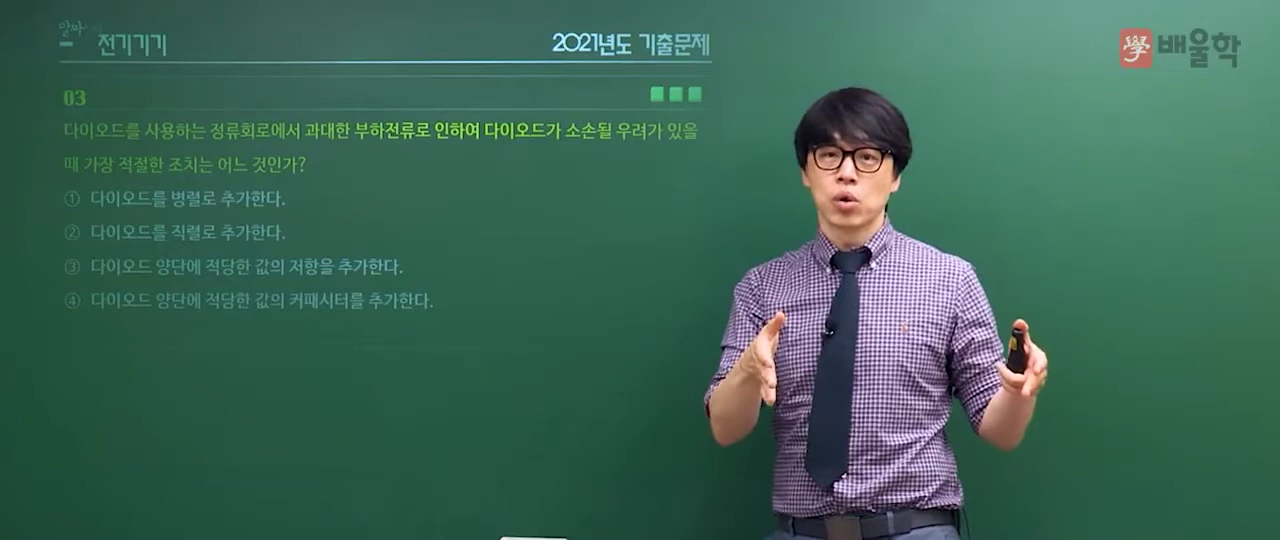 알짜
전기기기
2021년도 기출문제
學 배울학
03
다이오드를 사용하는 정류회로에서 과대한 부하전류로 인하여 다이오드가 소손될 우려가 있을
때 가장 적절한 조치는 어느 것인가?
① 다이오드를 병렬로 추가한다.
② 다이오드를 직렬로 추가한다.
③ 다이오드 양단에 적당한 값의 저항을 추가한다.
④ 다이오드 양단에 적당한 값의 커패시터를 추가한다.